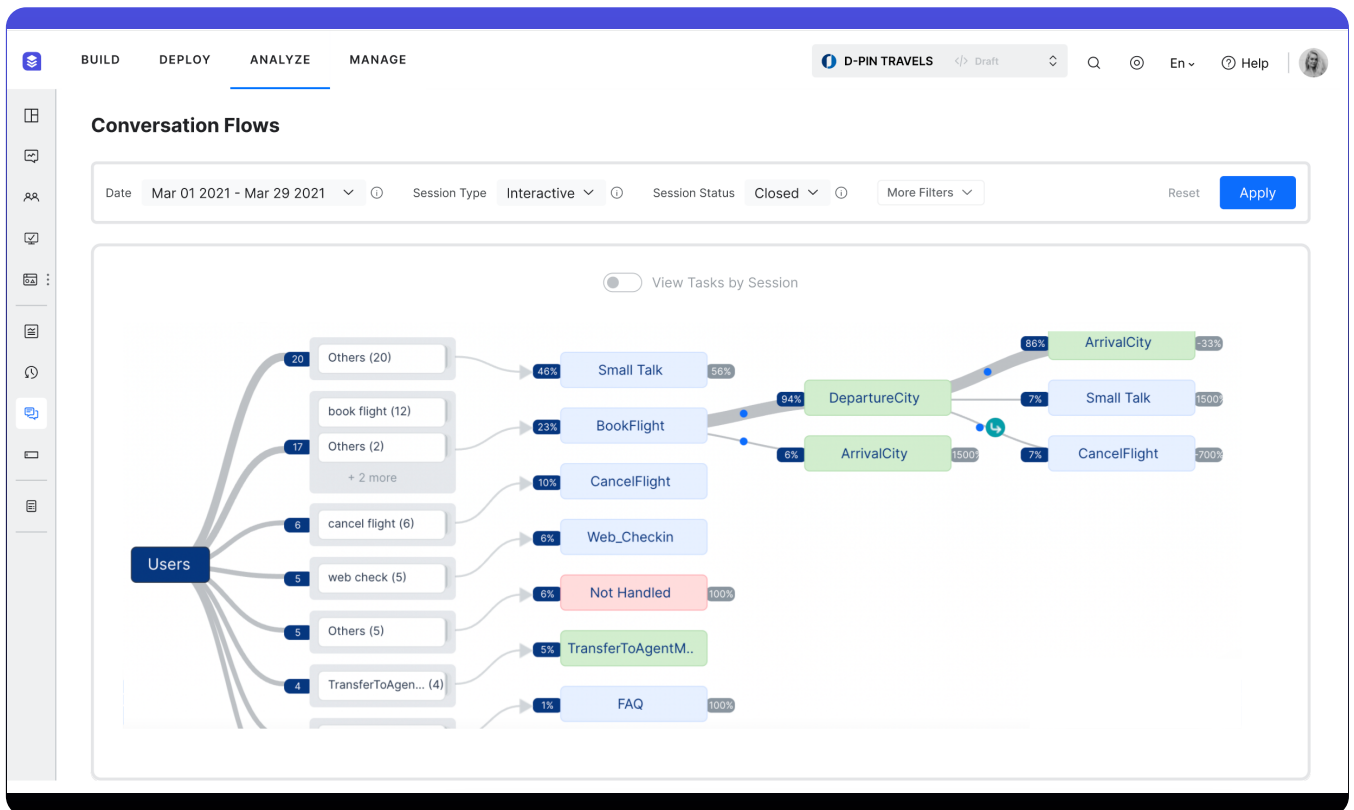 BUILD DEPLOY ANALYZE MANAGE D-PIN TRAVELS </> Draft En Help
Conversation Flows
Date Mar 01 2021 - Mar 29 2021 Session Type Interactive Session Status Closed More Filters Reset Apply
View Tasks by Session
Users
20
Others (20)
17
book flight (12)
Others (2)
+ 2 more
6
cancel flight (6)
5
web check (5)
5
Others (5)
4
TransferToAgen... (4)
46% Small Talk 56%
23% BookFlight
10% CancelFlight
6% Web_Checkin
6% Not Handled 100%
5% TransferToAgentM..
1% FAQ 100%
94% DepartureCity
6% ArrivalCity 1500%
86% ArrivalCity -33%
7% Small Talk 1500%
7% CancelFlight -700%